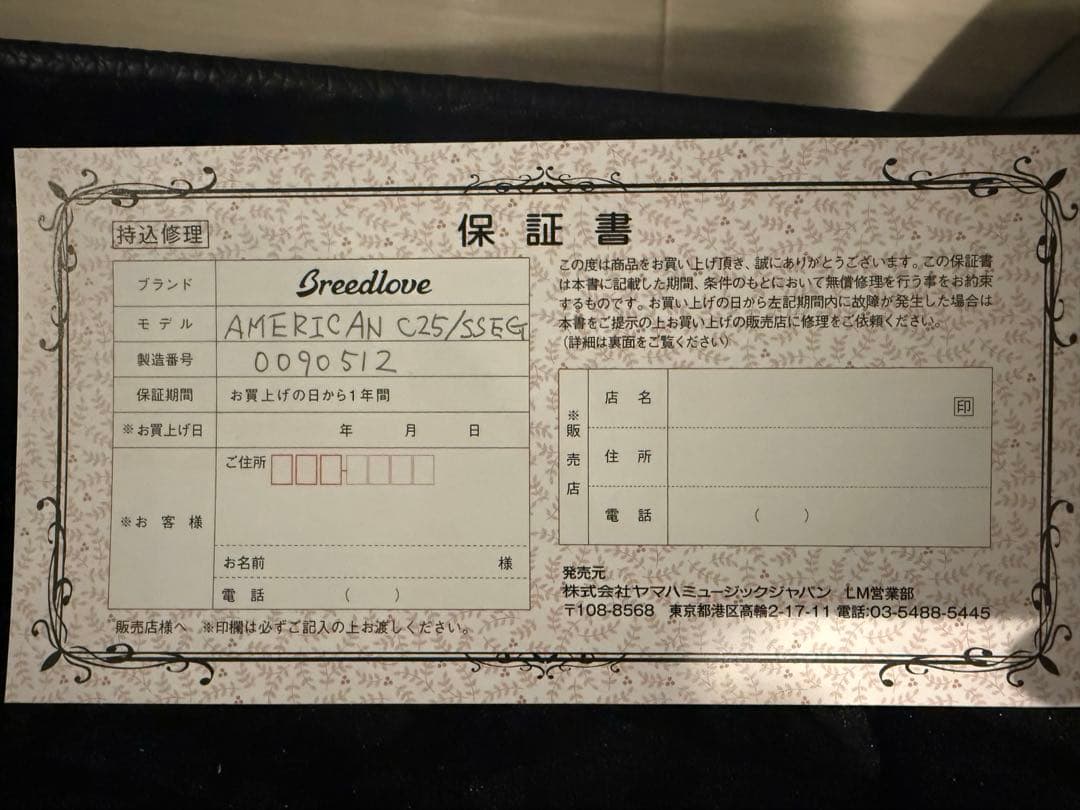 保証書
持込修理
ブランド Breedlove
モデル AMERICAN C25/SSEG
製造番号 0090512
保証期間 お買上げの日から1年間
※お買上げ日 年 月 日
※お客様
ご住所
お名前 様
電話 ( )
販売店様へ ※印欄は必ずご記入の上お渡しください。
この度は商品をお買い上げ頂き、誠にありがとうございます。この保証書
は本書に記載した期間、条件のもとにおいて無償修理を行う事をお約束
するものです。お買い上げの日から左記期間内に故障が発生した場合は
本書をご提示の上お買い上げの販売店に修理をご依頼ください。
(詳細は裏面をご覧ください)
※販売店
店名 印
住所
電話 ( )
発売元
株式会社ヤマハミュージックジャパン LM営業部
〒108-8568 東京都港区高輪2-17-11 電話:03-5488-5445